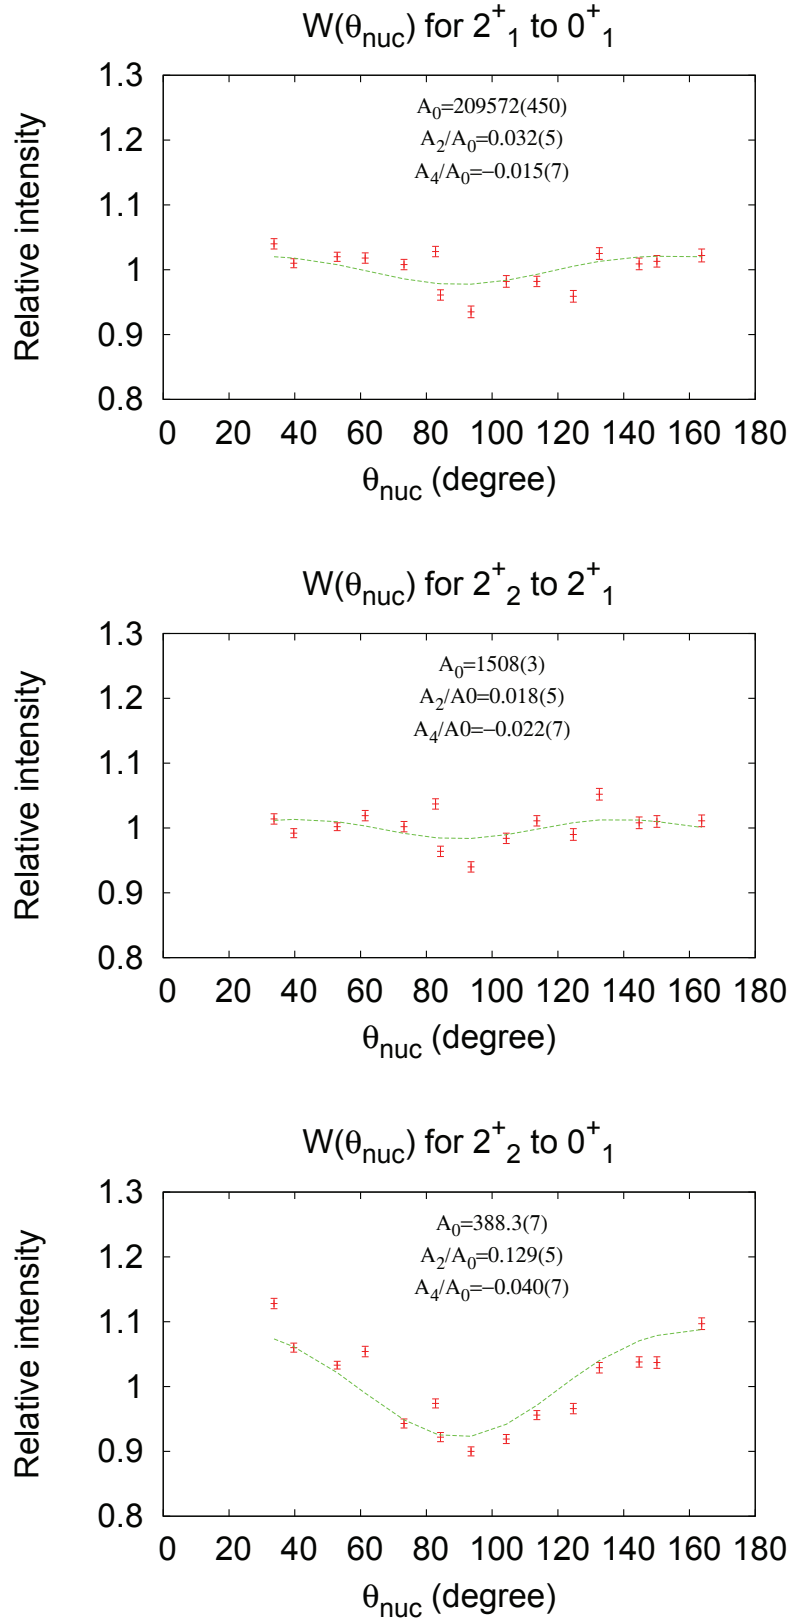 W(θnuc) for 2⁺₁ to 0⁺₁
A₀=209572(450)
A₂/A₀=0.032(5)
A₄/A₀=−0.015(7)
Relative intensity
1.3
1.2
1.1
1
0.9
0.8
0 20 40 60 80 100 120 140 160 180
θnuc (degree)
W(θnuc) for 2⁺₂ to 2⁺₁
A₀=1508(3)
A₂/A0=0.018(5)
A₄/A0=−0.022(7)
Relative intensity
1.3
1.2
1.1
1
0.9
0.8
0 20 40 60 80 100 120 140 160 180
θnuc (degree)
W(θnuc) for 2⁺₂ to 0⁺₁
A₀=388.3(7)
A₂/A₀=0.129(5)
A₄/A₀=−0.040(7)
Relative intensity
1.3
1.2
1.1
1
0.9
0.8
0 20 40 60 80 100 120 140 160 180
θnuc (degree)